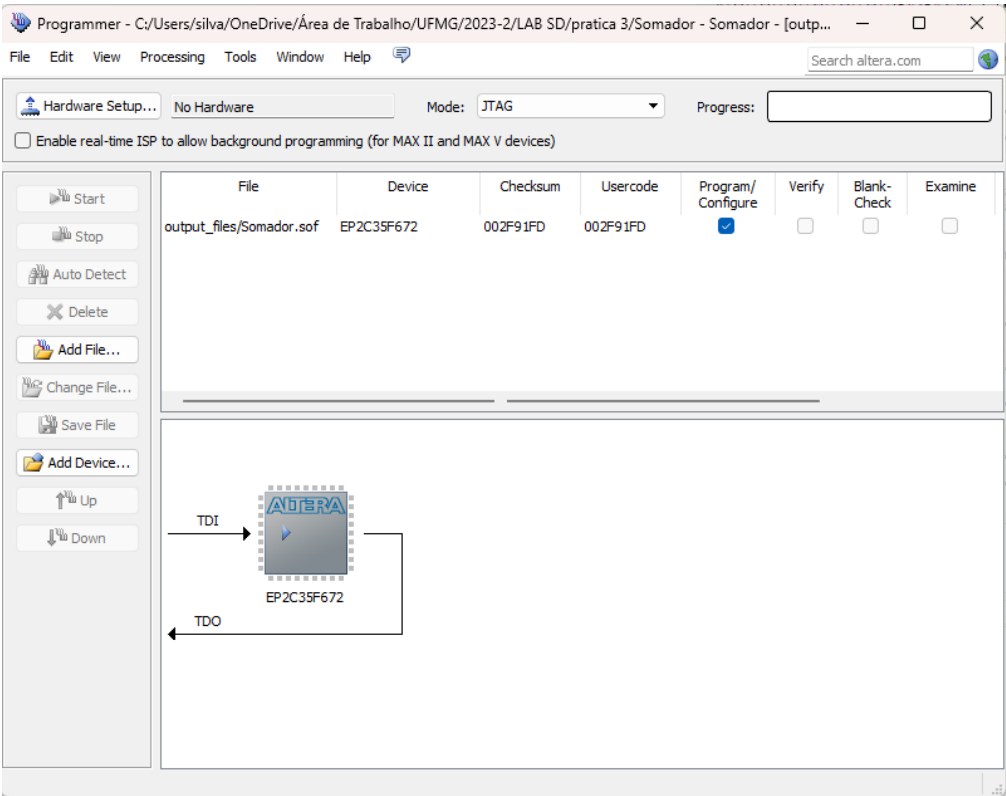 Programmer - C:/Users/silva/OneDrive/Área de Trabalho/UFMG/2023-2/LAB SD/pratica 3/Somador - Somador - [outp...
File Edit View Processing Tools Window Help
Search altera.com
Hardware Setup... No Hardware Mode: JTAG Progress:
Enable real-time ISP to allow background programming (for MAX II and MAX V devices)
Start
Stop
Auto Detect
Delete
Add File...
Change File...
Save File
Add Device...
Up
Down
File Device Checksum Usercode Program/ Verify Blank- Examine
Configure Check
output_files/Somador.sof EP2C35F672 002F91FD 002F91FD
ALTERA
TDI
EP2C35F672
TDO